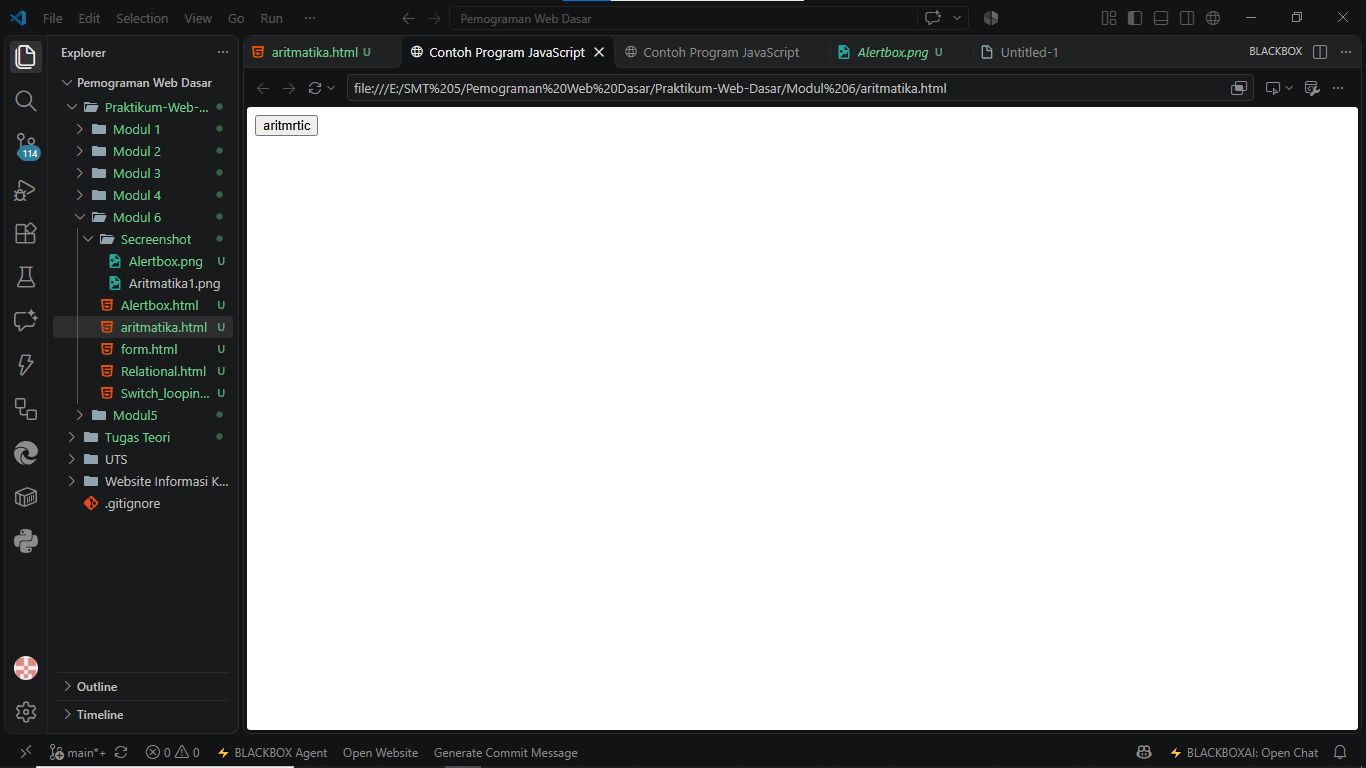 File Edit Selection View Go Run ··· Pemograman Web Dasar
Explorer ···
aritmatika.html U
Contoh Program JavaScript
Contoh Program JavaScript
Alertbox.png U
Untitled-1
BLACKBOX ···
file:///E:/SMT%205/Pemograman%20Web%20Dasar/Praktikum-Web-Dasar/Modul%206/aritmatika.html ···
aritmrtic
Pemograman Web Dasar
Praktikum-Web-...
Modul 1
Modul 2
114
Modul 3
Modul 4
Modul 6
Secreenshot
Alertbox.png U
Aritmatika1.png
Alertbox.html U
aritmatika.html U
form.html U
Relational.html U
Switch_loopin... U
Modul5
Tugas Teori
UTS
Website Informasi K...
.gitignore
Outline
Timeline
main*+ 0 0 BLACKBOX Agent Open Website Generate Commit Message BLACKBOXAI: Open Chat